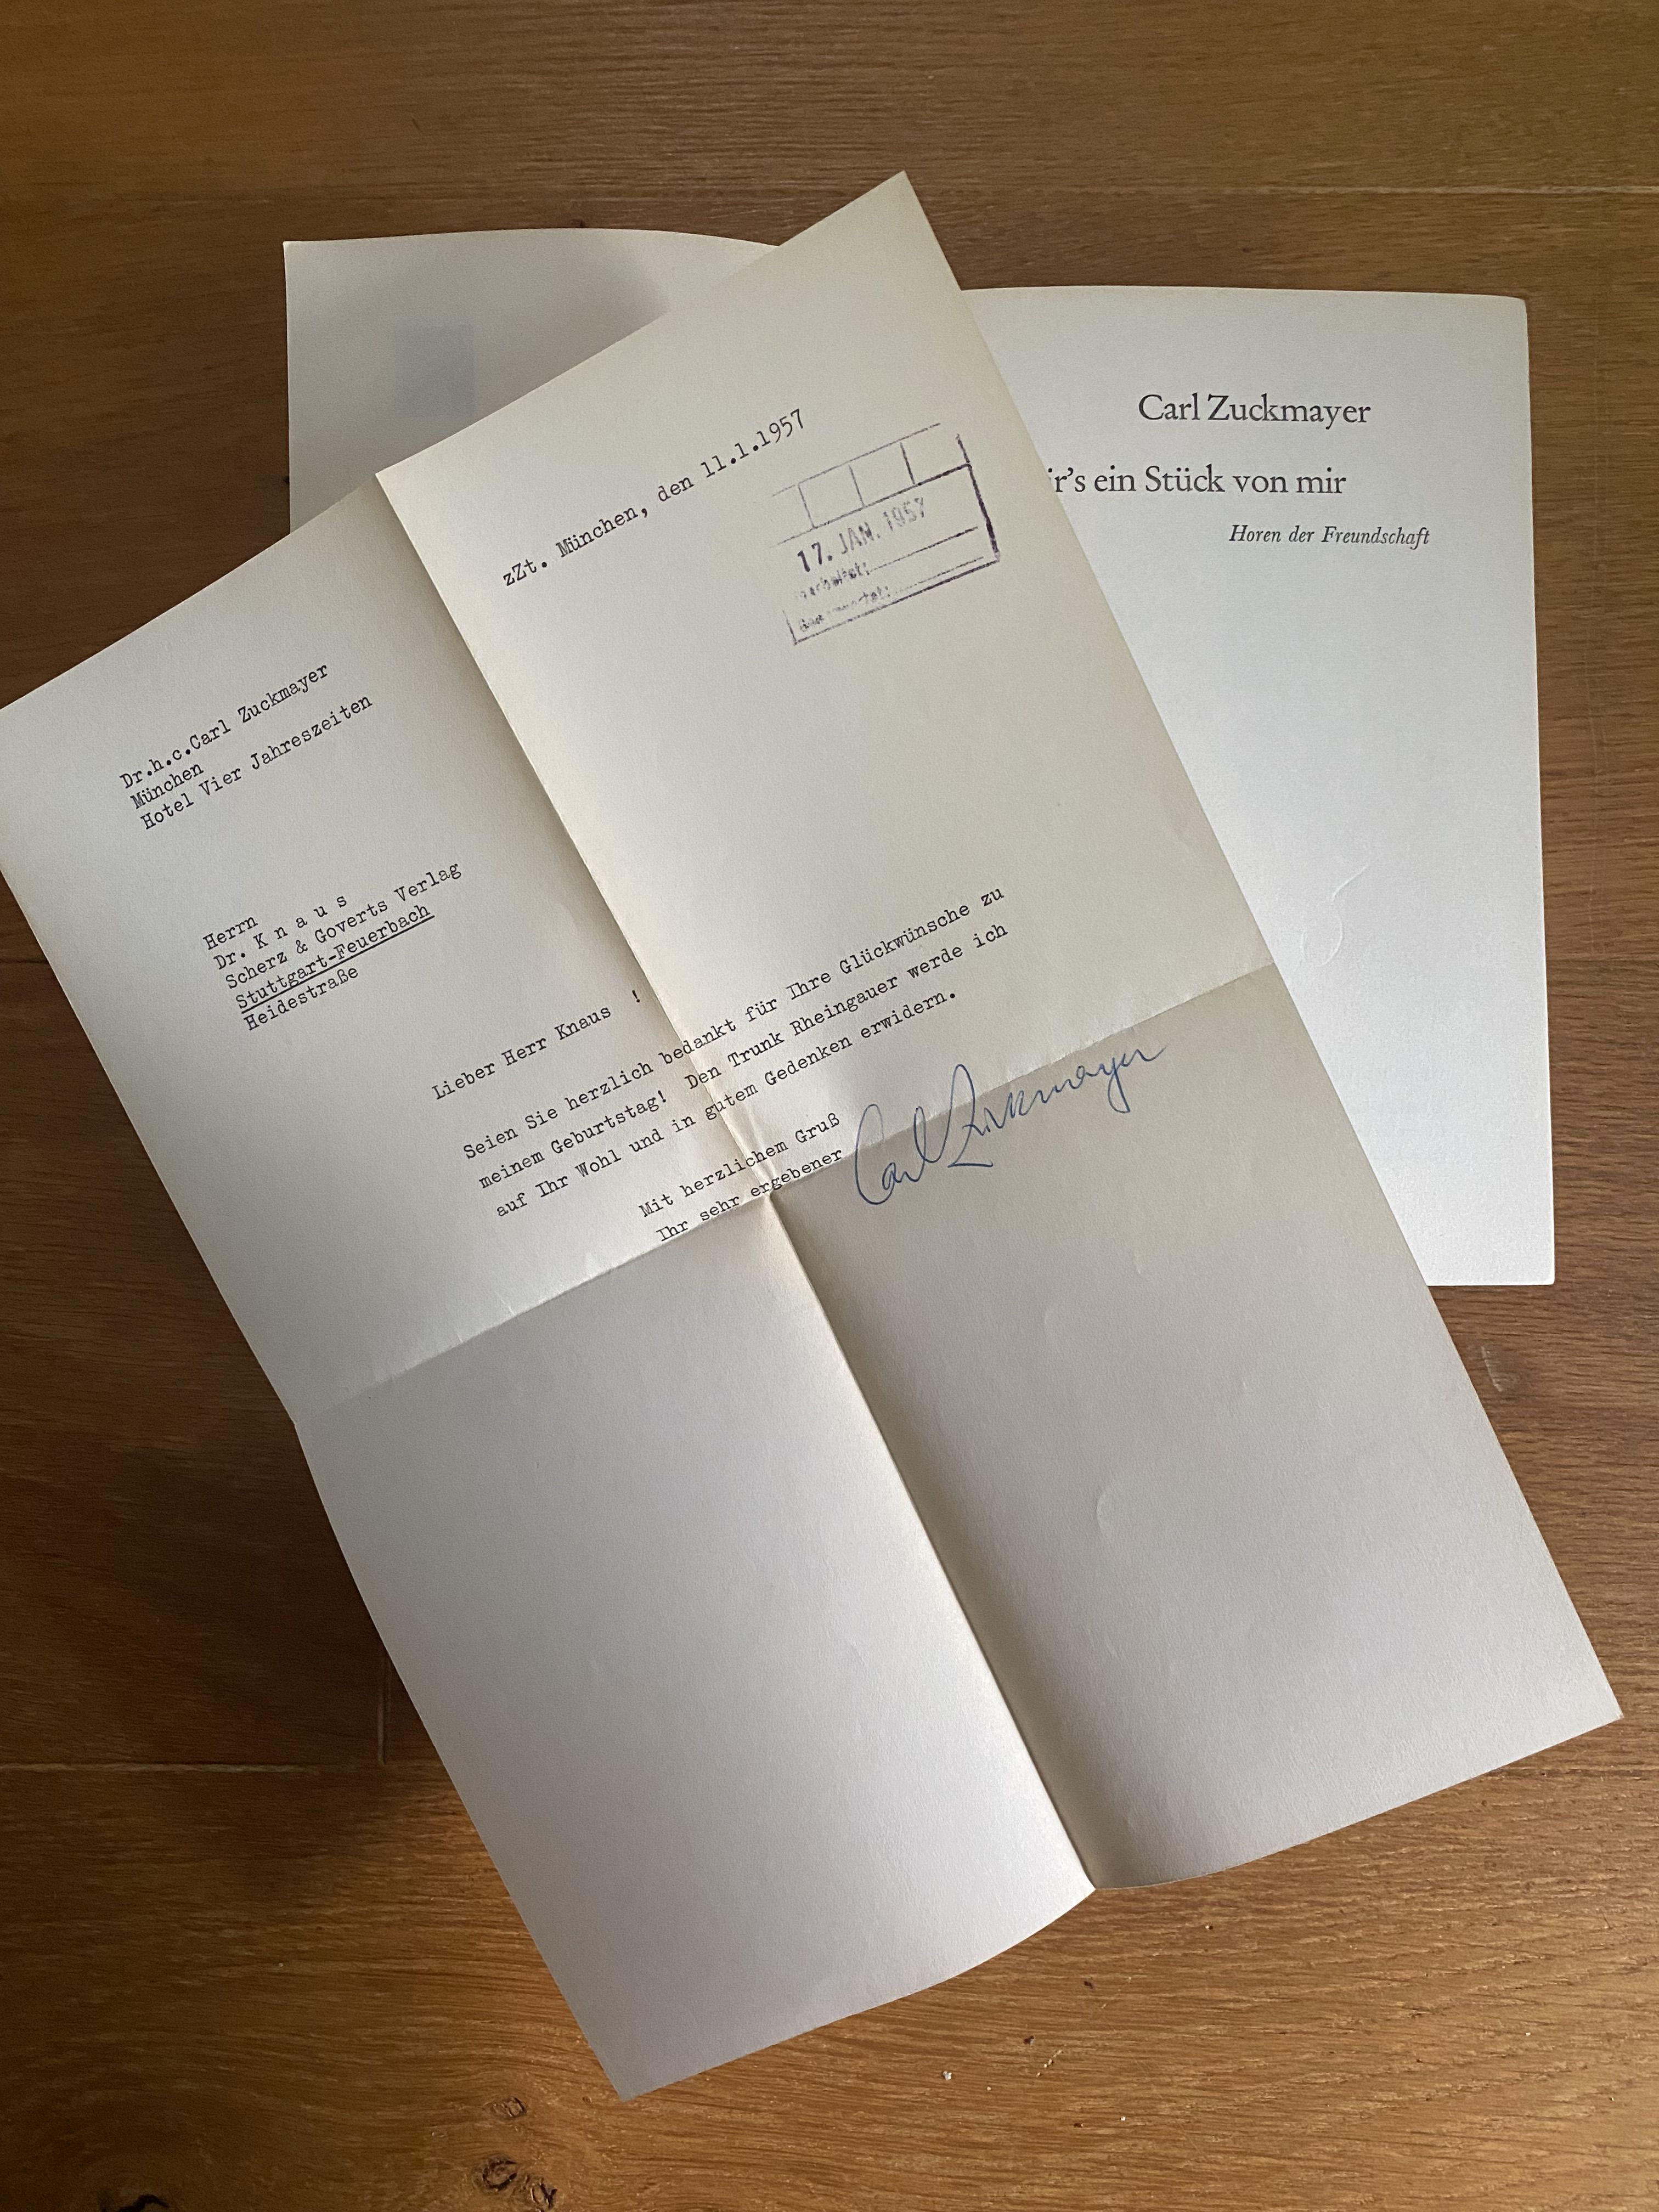 zZt. München, den 11.1.1957
17. JAN. 1957
Dr.h.c.Carl Zuckmayer
München
Hotel Vier Jahreszeiten
Herrn
Dr. K n a u s
Scherz & Goverts Verlag
Stuttgart-Feuerbach
Heidestraße
Lieber Herr Knaus !
Seien Sie herzlich bedankt für Ihre Glückwünsche zu
meinem Geburtstag! Den Trunk Rheingauer werde ich
auf Ihr Wohl und in gutem Gedenken erwidern.
Mit herzlichem Gruß
Ihr sehr ergebener
Carl Zuckmayer
Carl Zuckmayer
ir's ein Stück von mir
Horen der Freundschaft